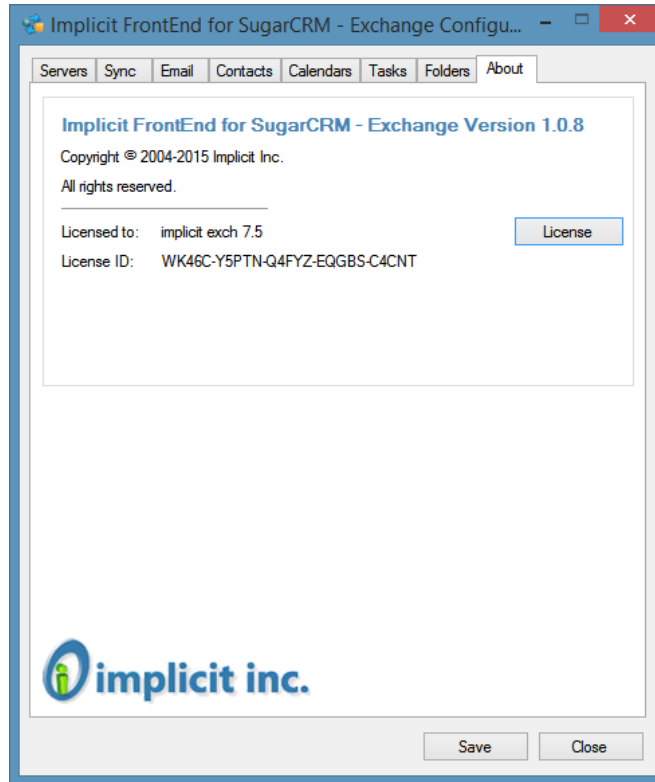 Implicit FrontEnd for SugarCRM - Exchange Configu...
Servers Sync Email Contacts Calendars Tasks Folders About
Implicit FrontEnd for SugarCRM - Exchange Version 1.0.8
Copyright © 2004-2015 Implicit Inc.
All rights reserved.
Licensed to: implicit exch 7.5 License
License ID: WK46C-Y5PTN-Q4FYZ-EQGBS-C4CNT
implicit inc.
Save Close